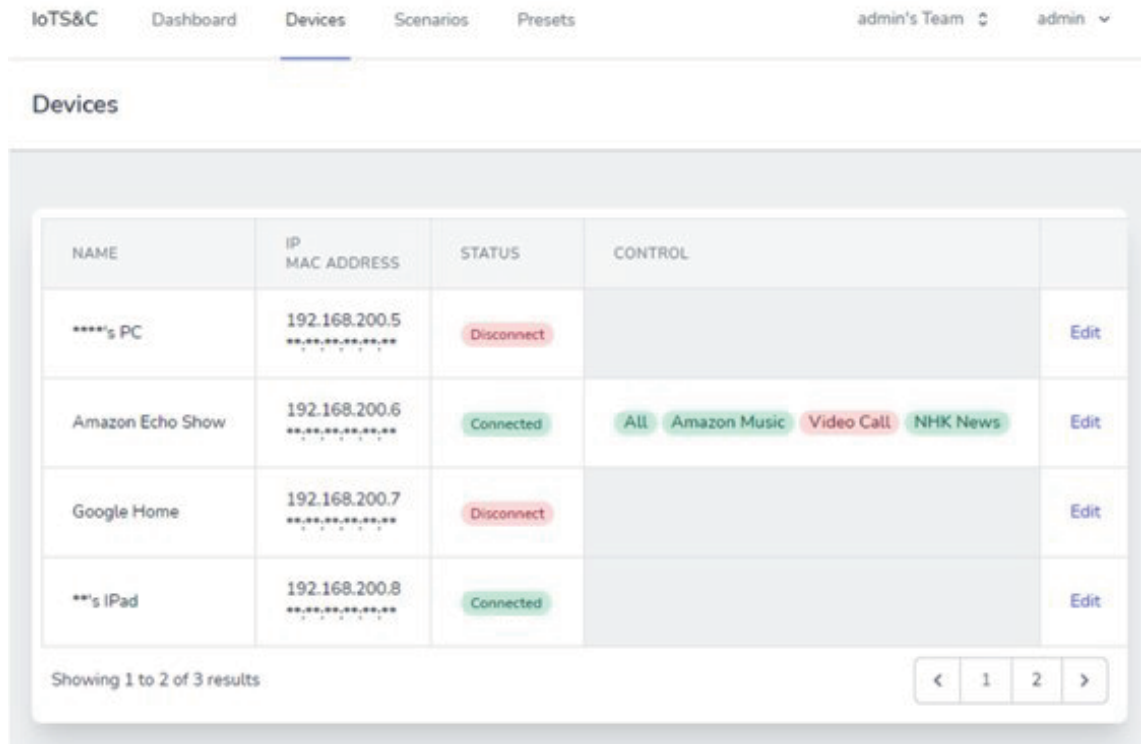 IoTS&C Dashboard Devices Scenarios Presets admin's Team admin
Devices
NAME IP MAC ADDRESS STATUS CONTROL
****'s PC 192.168.200.5 Disconnect Edit
**:**:**:**:**:**
Amazon Echo Show 192.168.200.6 Connected All Amazon Music Video Call NHK News Edit
**:**:**:**:**:**
Google Home 192.168.200.7 Disconnect Edit
**:**:**:**:**:**
**'s IPad 192.168.200.8 Connected Edit
**:**:**:**:**:**
Showing 1 to 2 of 3 results < 1 2 >